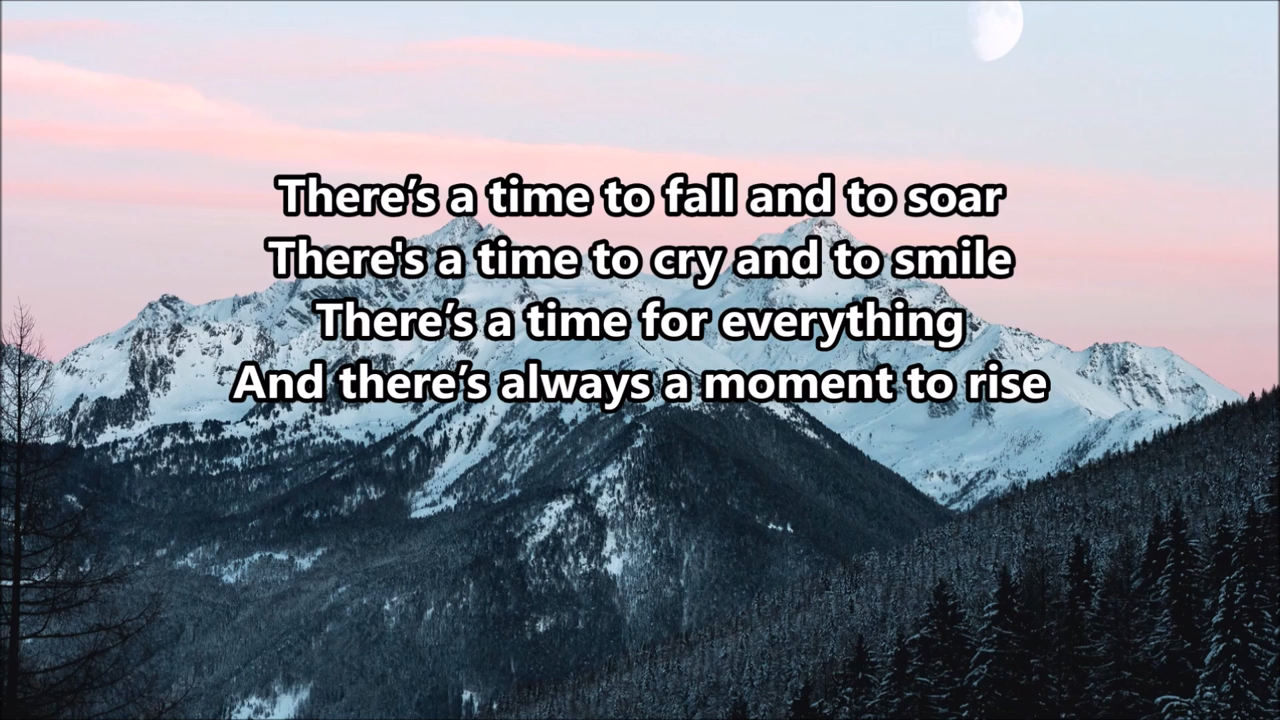 There’s a time to fall and to soar
There's a time to cry and to smile
There’s a time for everything
And there’s always a moment to rise